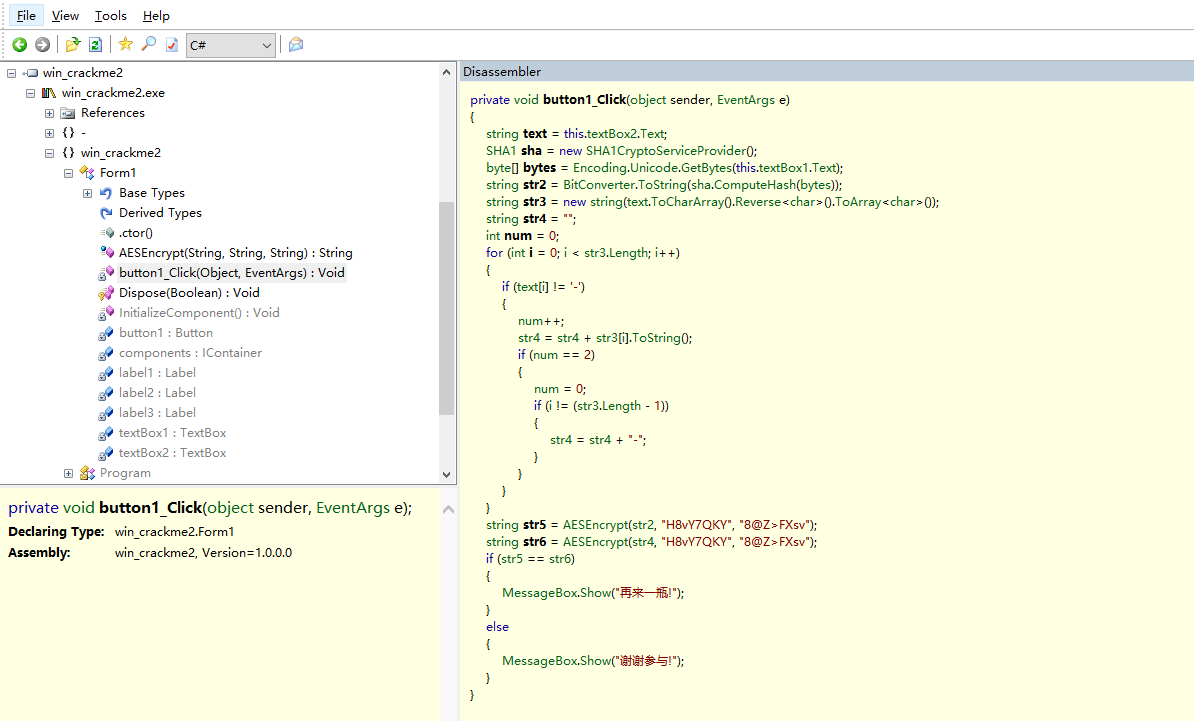 File View Tools Help
C#
win_crackme2
win_crackme2.exe
References
{} -
{} win_crackme2
Form1
Base Types
Derived Types
.ctor()
AESEncrypt(String, String, String) : String
button1_Click(Object, EventArgs) : Void
Dispose(Boolean) : Void
InitializeComponent() : Void
button1 : Button
components : IContainer
label1 : Label
label2 : Label
label3 : Label
textBox1 : TextBox
textBox2 : TextBox
Program
private void button1_Click(object sender, EventArgs e);
Declaring Type: win_crackme2.Form1
Assembly: win_crackme2, Version=1.0.0.0
Disassembler
private void button1_Click(object sender, EventArgs e)
{
string text = this.textBox2.Text;
SHA1 sha = new SHA1CryptoServiceProvider();
byte[] bytes = Encoding.Unicode.GetBytes(this.textBox1.Text);
string str2 = BitConverter.ToString(sha.ComputeHash(bytes));
string str3 = new string(text.ToCharArray().Reverse<char>().ToArray<char>());
string str4 = "";
int num = 0;
for (int i = 0; i < str3.Length; i++)
{
if (text[i] != '-')
{
num++;
str4 = str4 + str3[i].ToString();
if (num == 2)
{
num = 0;
if (i != (str3.Length - 1))
{
str4 = str4 + "-";
}
}
}
}
string str5 = AESEncrypt(str2, "H8vY7QKY", "8@Z>FXsv");
string str6 = AESEncrypt(str4, "H8vY7QKY", "8@Z>FXsv");
if (str5 == str6)
{
MessageBox.Show("再来一瓶!");
}
else
{
MessageBox.Show("谢谢参与!");
}
}